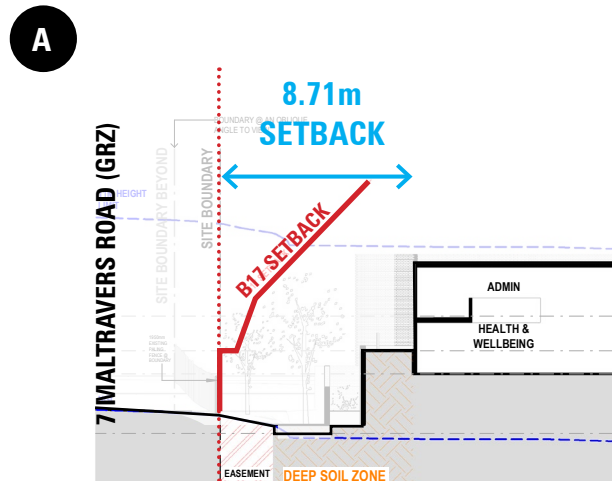 A
8.71m
SETBACK
BOUNDARY @ AN OBLIQUE
ANGLE TO VIEW
7 MALTRAVERS ROAD (GRZ)
SITE BOUNDARY BEYOND
SITE BOUNDARY
HEIGHT
B17 SETBACK
ADMIN
HEALTH &
WELLBEING
EASEMENT
DEEP SOIL ZONE